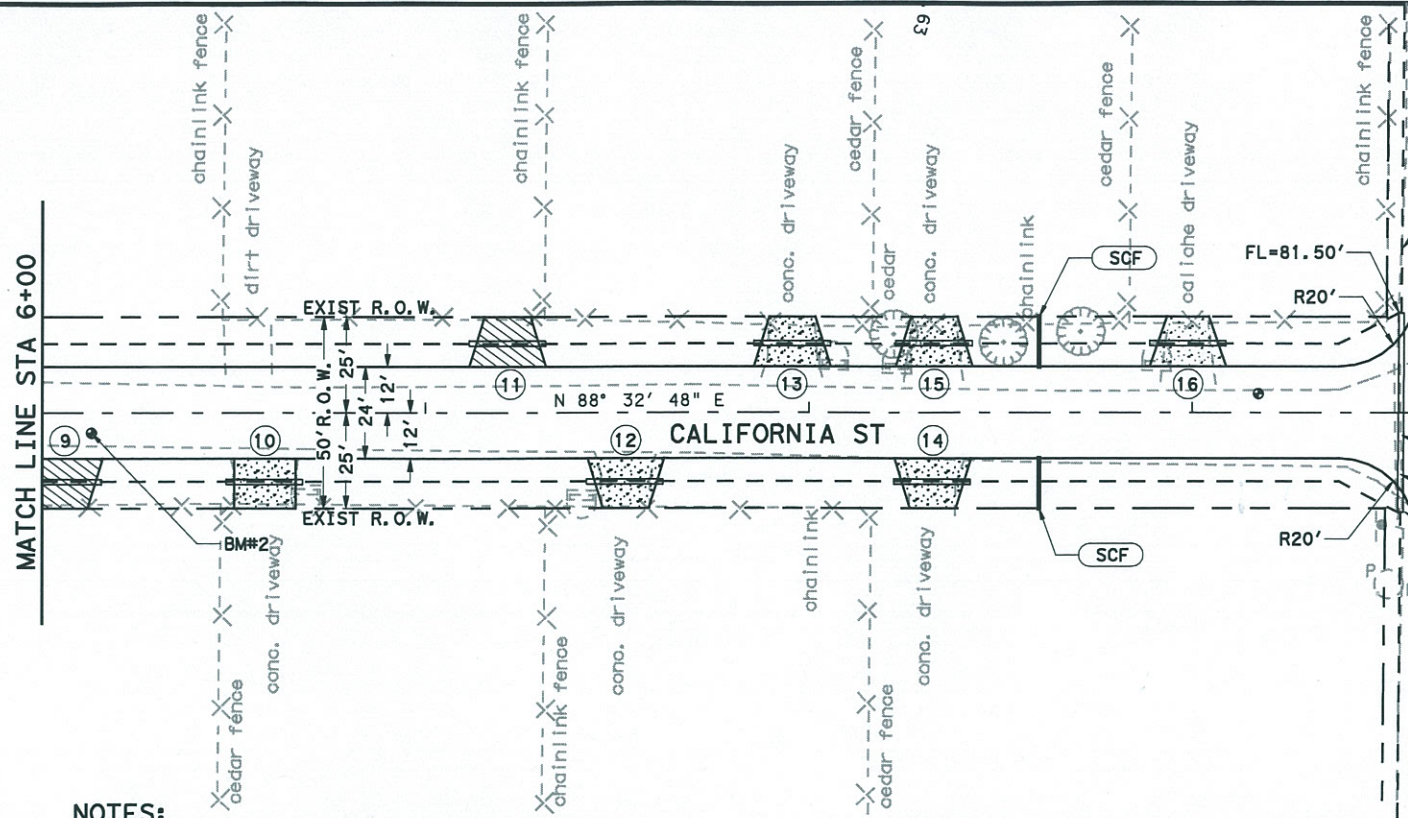 63
chainlink fence
dirt driveway
chainlink fence
conc. driveway
cedar fence
cedar
conc. driveway
chainlink
cedar fence
caliche driveway
chainlink fence
SCF
FL=81.50'
R20'
MATCH LINE STA 6+00
EXIST R.O.W.
50' R.O.W.
25'
25'
24'
12'
12'
11
13
15
16
N 88° 32' 48" E
CALIFORNIA ST
9
10
12
14
EXIST R.O.W.
BM#2
SCF
R20'
P
cedar fence
conc. driveway
chainlink fence
conc. driveway
chainlink
cedar fence
conc. driveway
NOTES: